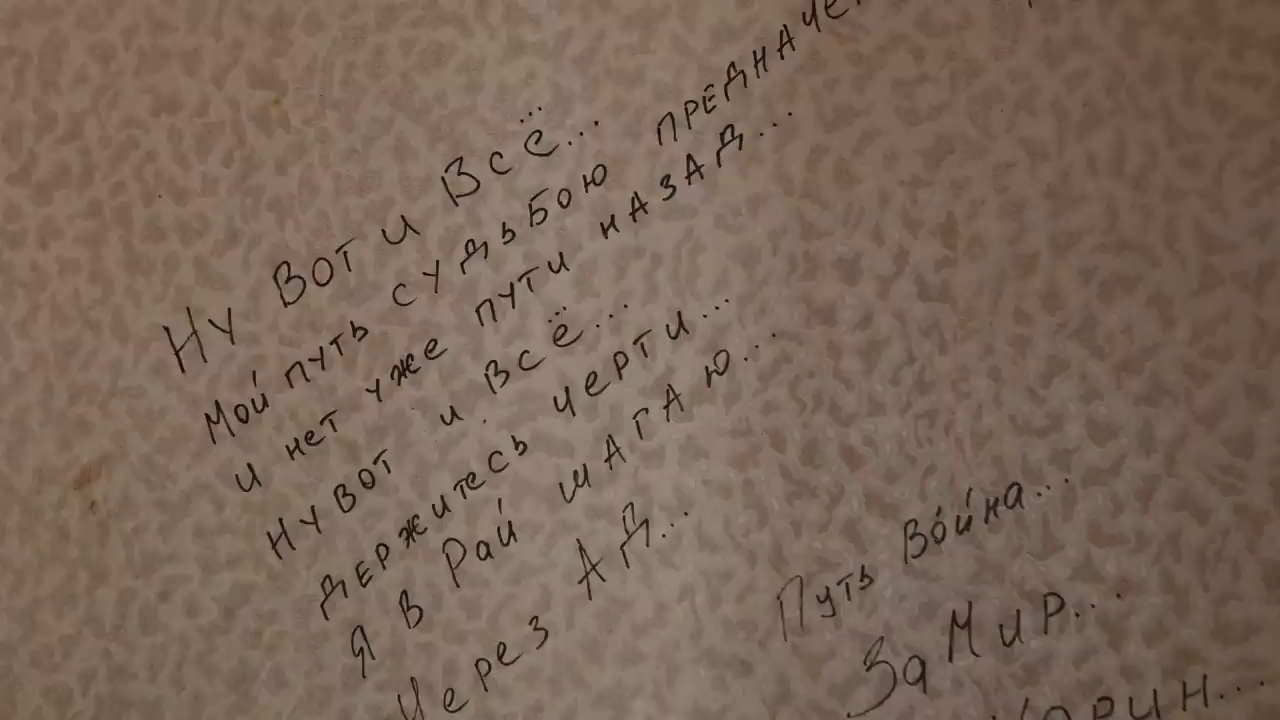 Ну Вот и Всё...
Мой путь судьбою предначе
и нет уже пути назад...
ну вот и всё...
держитесь черти...
Я в Рай шагаю...
Через Ад...
Путь Война...
За Мир...